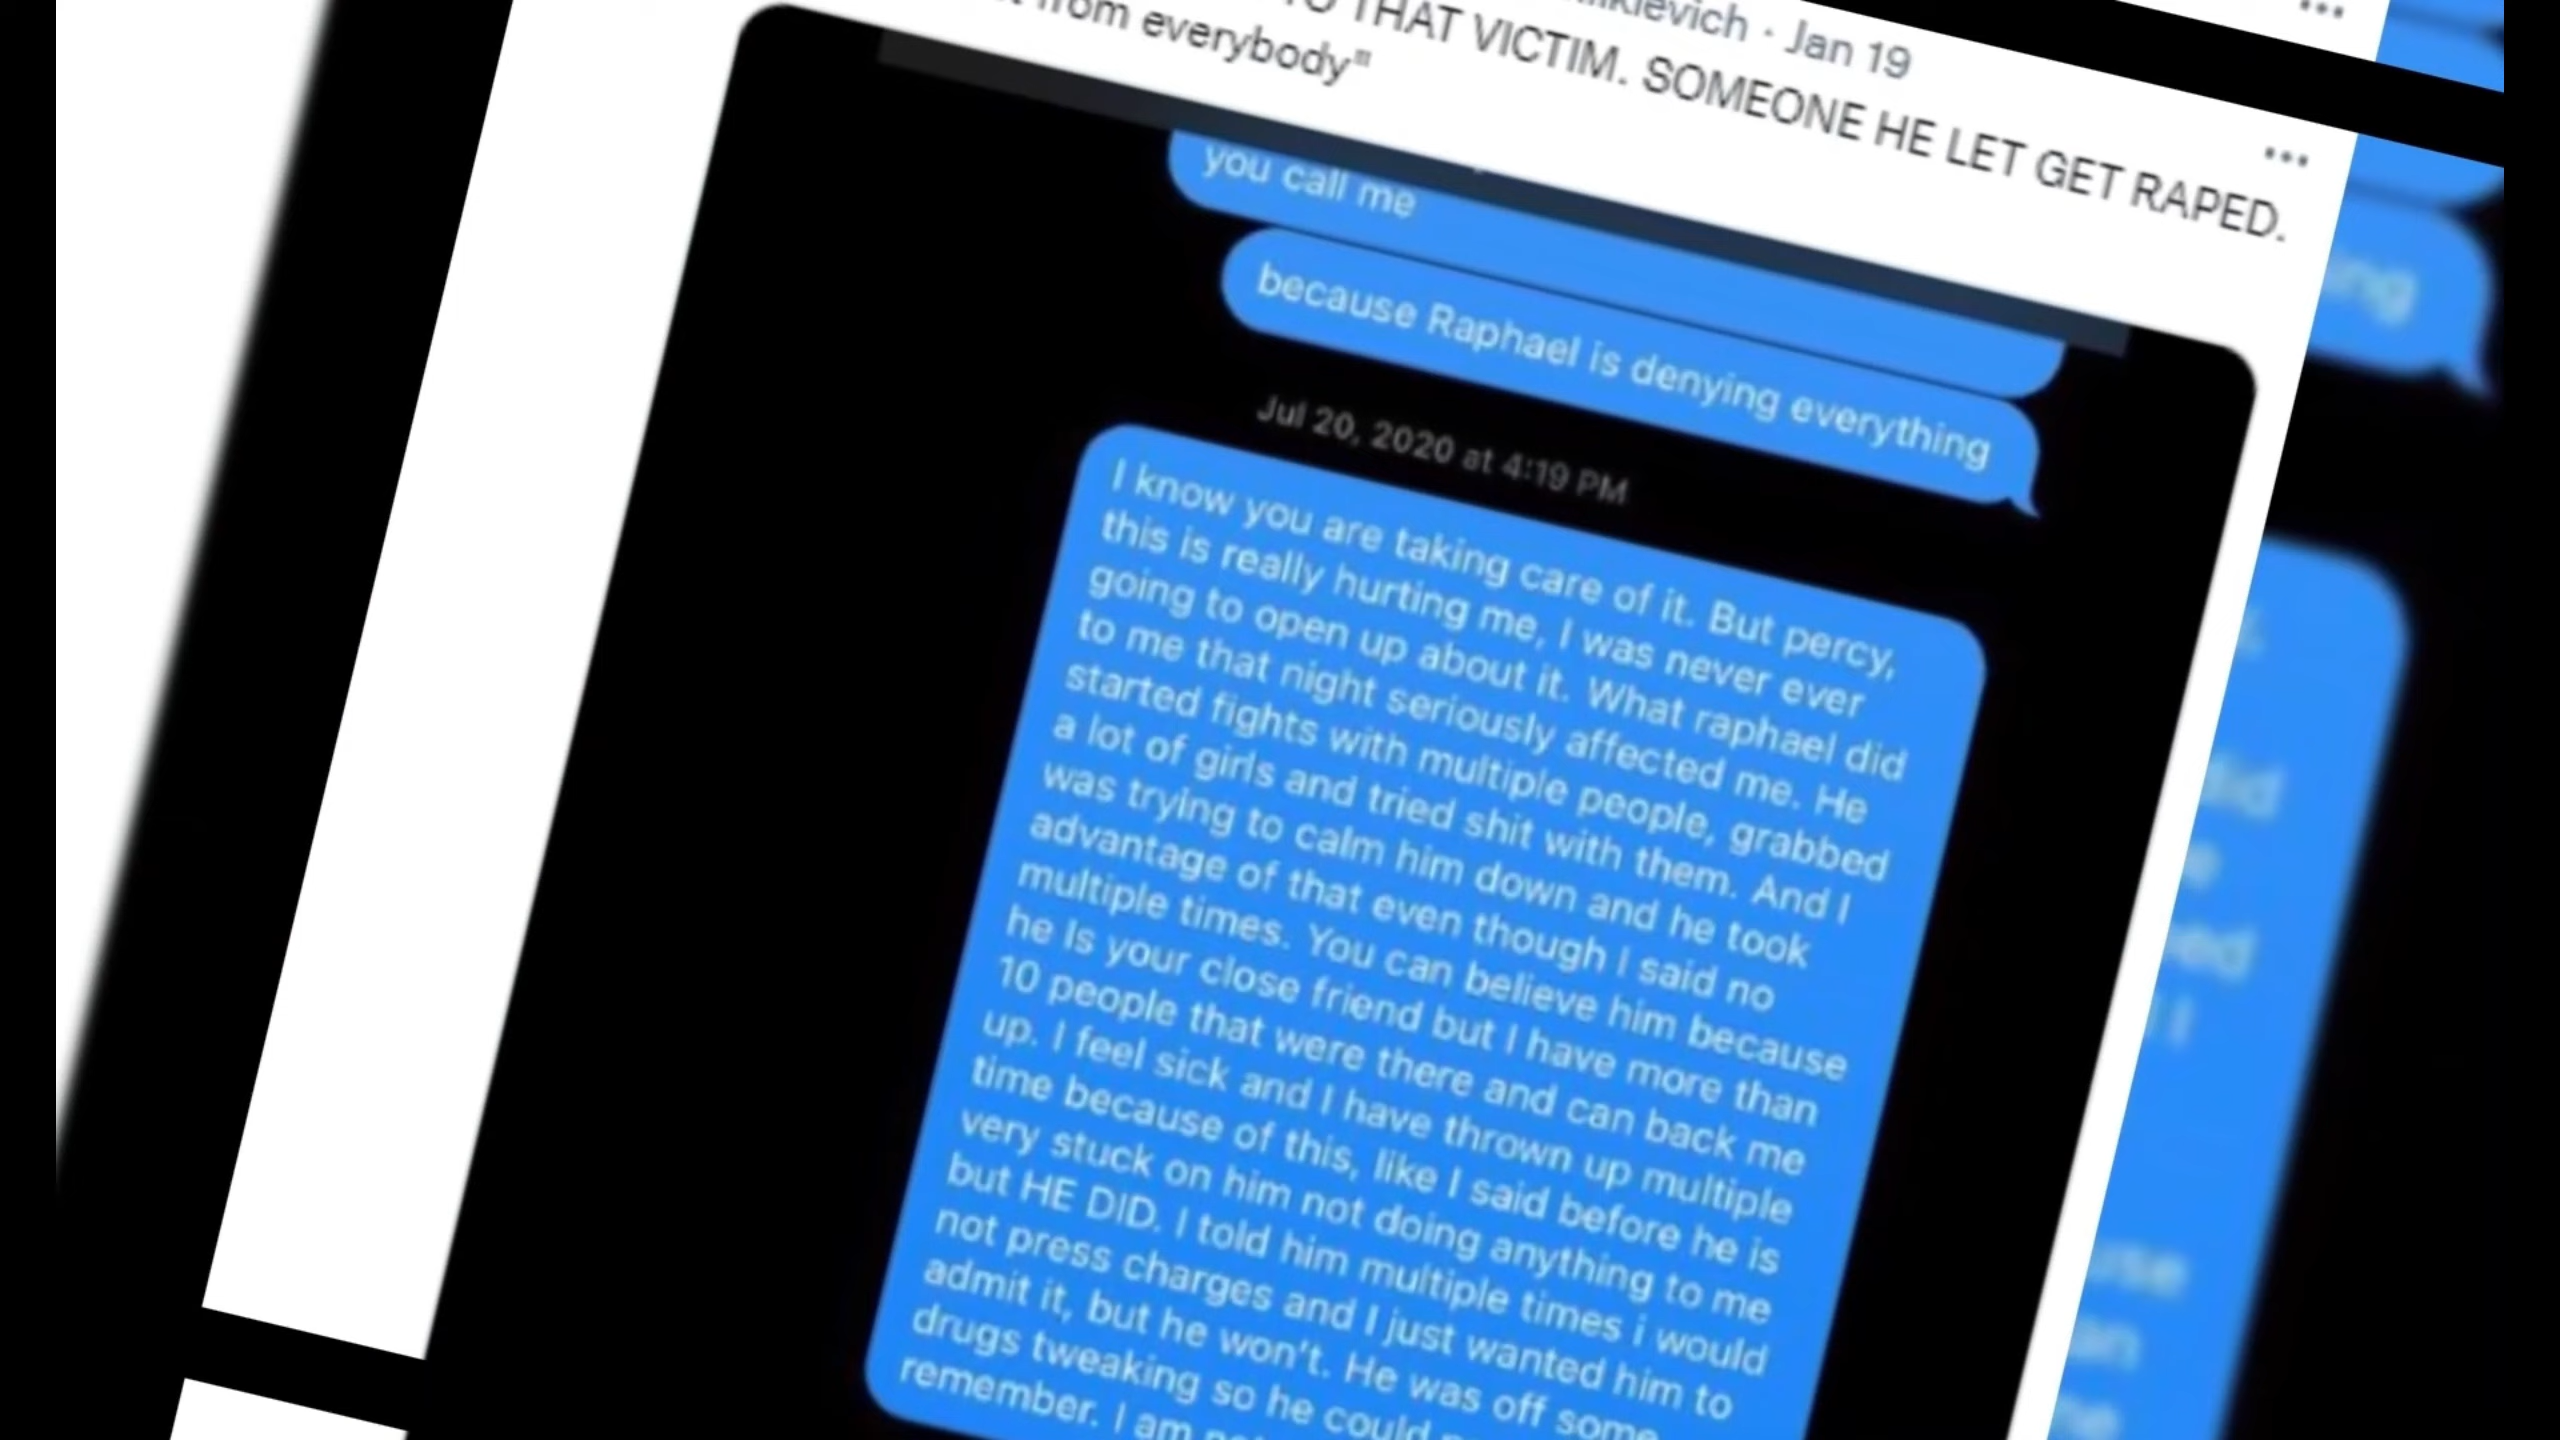 · Jan 19
THAT VICTIM. SOMEONE HE LET GET RAPED.
from everybody"
you call me
because Raphael is denying everything
Jul 20, 2020 at 4:19 PM
I know you are taking care of it. But percy,
this is really hurting me, I was never ever
going to open up about it. What raphael did
to me that night seriously affected me. He
started fights with multiple people, grabbed
a lot of girls and tried shit with them. And I
was trying to calm him down and he took
advantage of that even though I said no
multiple times. You can believe him because
he Is your close friend but I have more than
10 people that were there and can back me
up. I feel sick and I have thrown up multiple
time because of this, like I said before he is
very stuck on him not doing anything to me
but HE DID. I told him multiple times i would
not press charges and I just wanted him to
admit it, but he won't. He was off some
drugs tweaking so he could
remember. I am